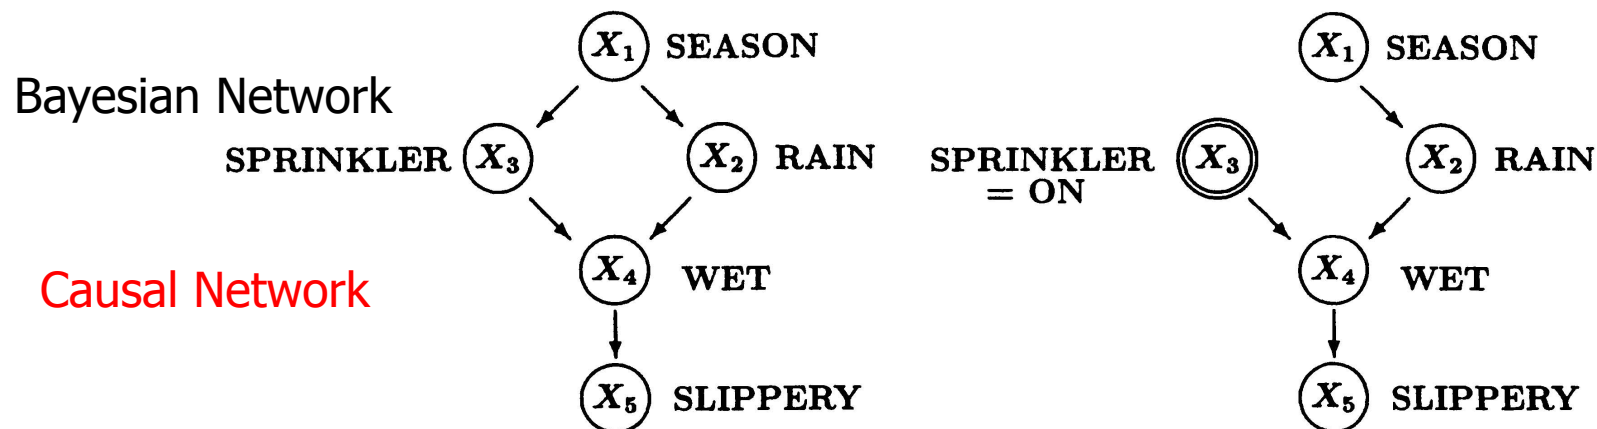 Bayesian Network
Causal Network
X₁ SEASON
SPRINKLER X₃ X₂ RAIN
X₄ WET
X₅ SLIPPERY
X₁ SEASON
SPRINKLER X₃ X₂ RAIN
= ON
X₄ WET
X₅ SLIPPERY